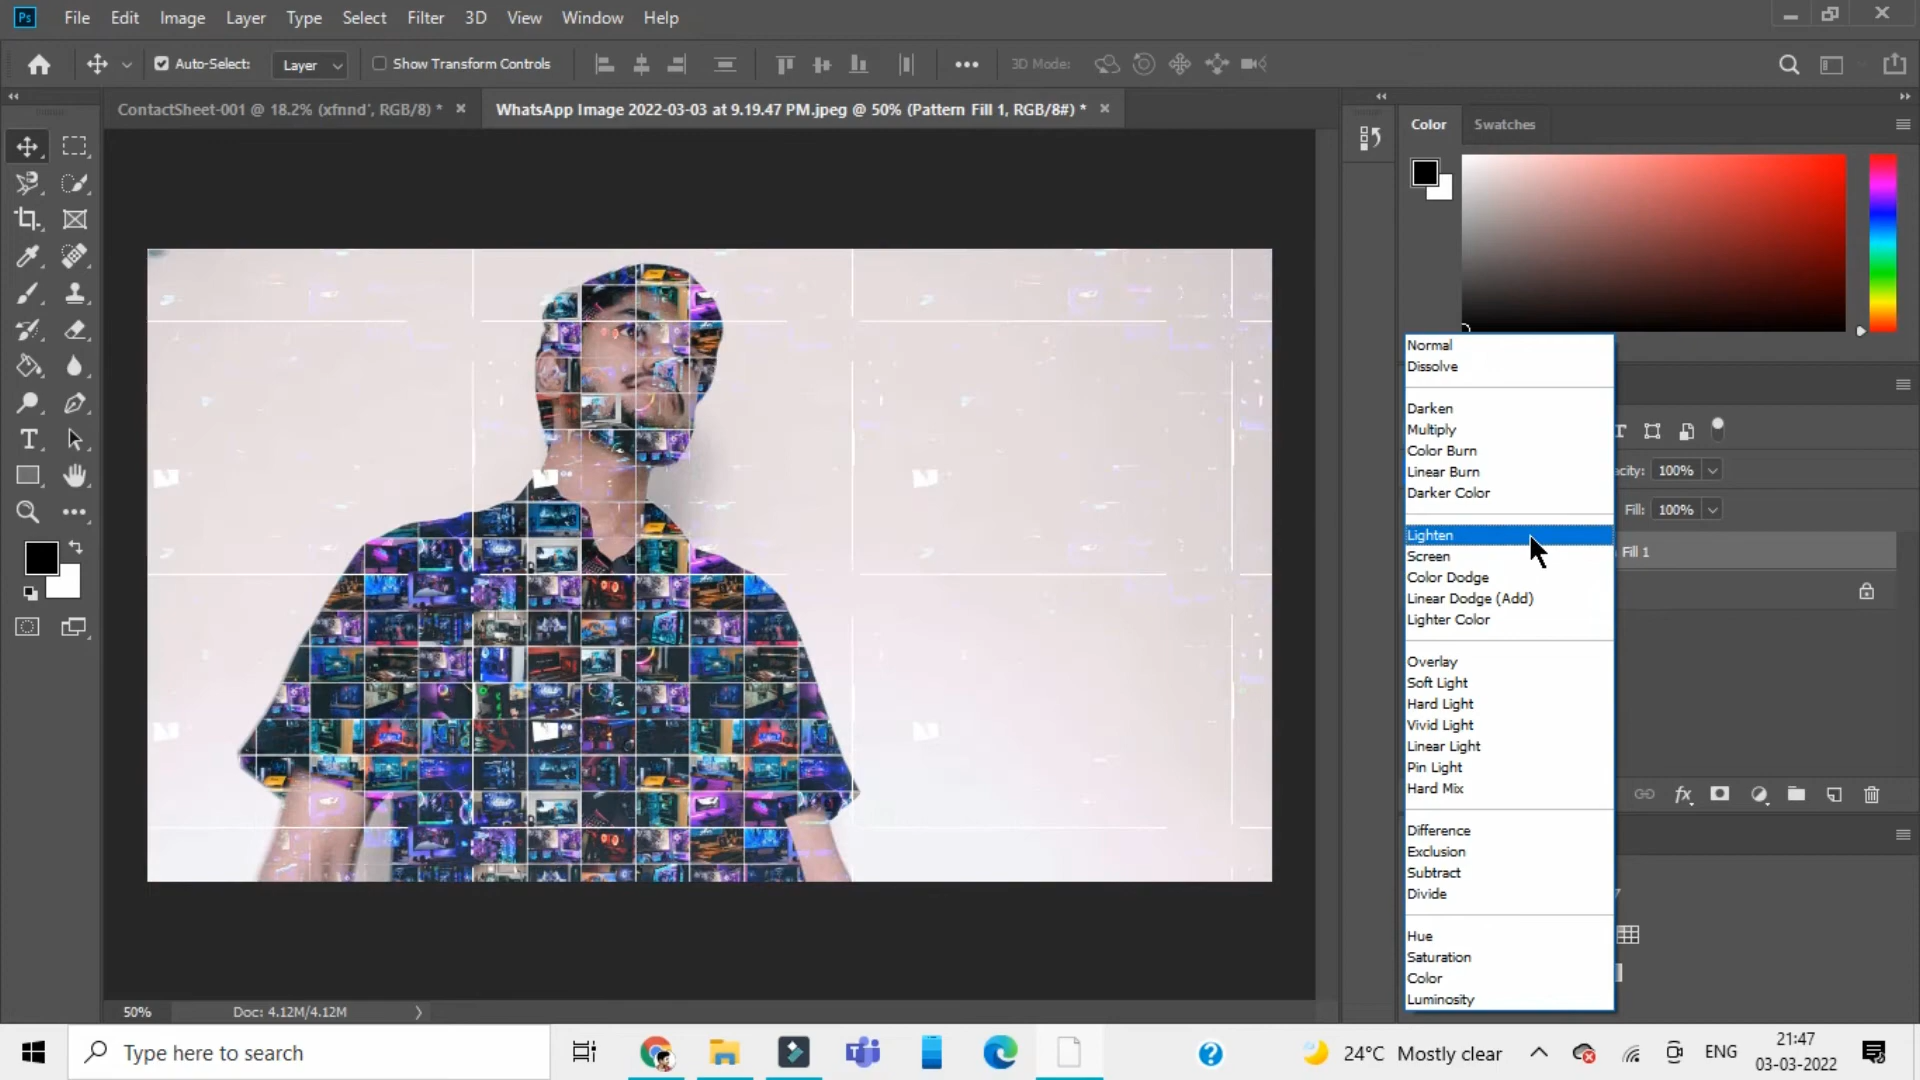 Ps File Edit Image Layer Type Select Filter 3D View Window Help
Auto-Select: Layer Show Transform Controls 3D Mode:
ContactSheet-001 @ 18.2% (xfnnd', RGB/8) *
WhatsApp Image 2022-03-03 at 9.19.47 PM.jpeg @ 50% (Pattern Fill 1, RGB/8#) *
Color Swatches
Normal
Dissolve
Darken
Multiply
Color Burn
Linear Burn
Darker Color
Lighten
Screen
Color Dodge
Linear Dodge (Add)
Lighter Color
Overlay
Soft Light
Hard Light
Vivid Light
Linear Light
Pin Light
Hard Mix
Difference
Exclusion
Subtract
Divide
Hue
Saturation
Color
Luminosity
100%
Fill: 100%
Fill 1
50% Doc: 4.12M/4.12M
Type here to search
24°C Mostly clear
ENG
21:47
03-03-2022